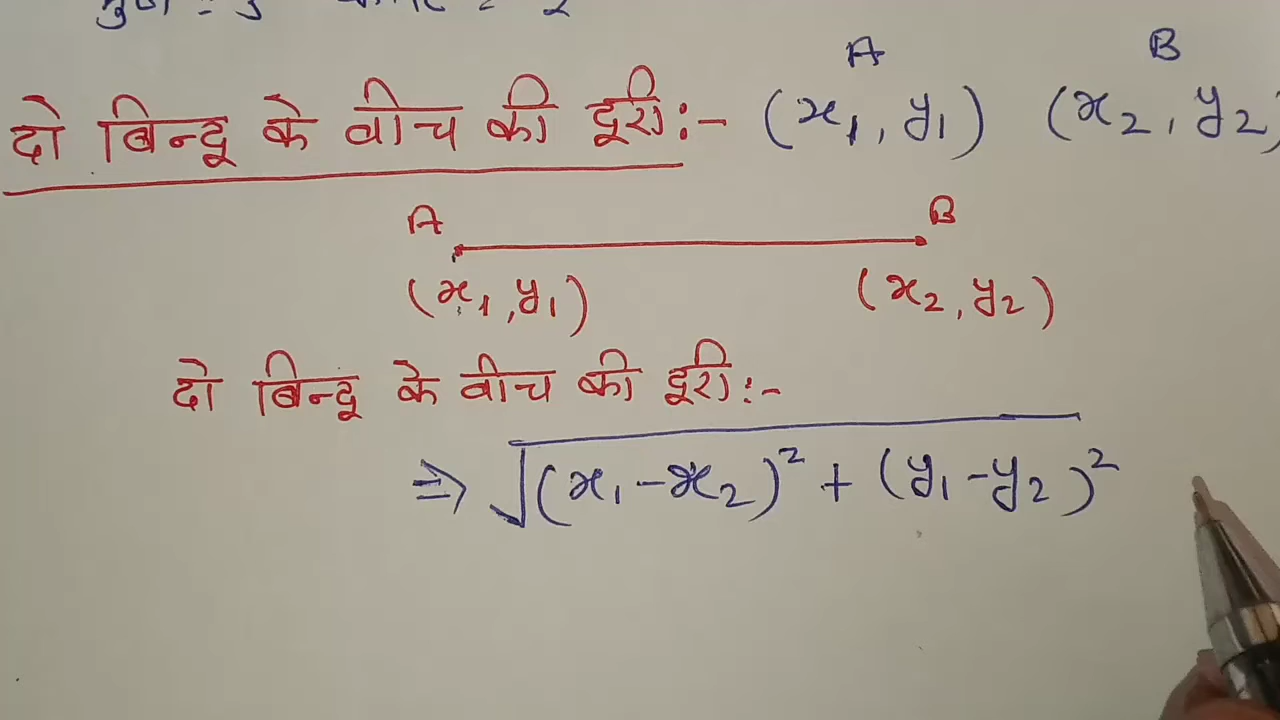 दो बिन्दू के बीच की दूरी:- (x₁, y₁) (x₂, y₂)
A B
A B
(x₁, y₁) (x₂, y₂)
दो बिन्दू के बीच की दूरी:-
⇒ √(x₁-x₂)² + (y₁-y₂)²